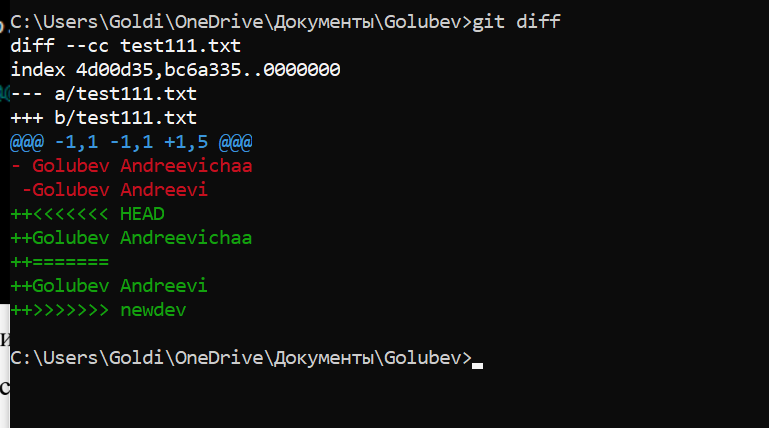 C:\Users\Goldi\OneDrive\Документы\Golubev>git diff
diff --cc test111.txt
index 4d00d35,bc6a335..0000000
--- a/test111.txt
+++ b/test111.txt
@@@ -1,1 -1,1 +1,5 @@@
- Golubev Andreevichaa
 -Golubev Andreevi
++<<<<<<< HEAD
++Golubev Andreevichaa
++=======
++Golubev Andreevi
++>>>>>>> newdev
C:\Users\Goldi\OneDrive\Документы\Golubev>